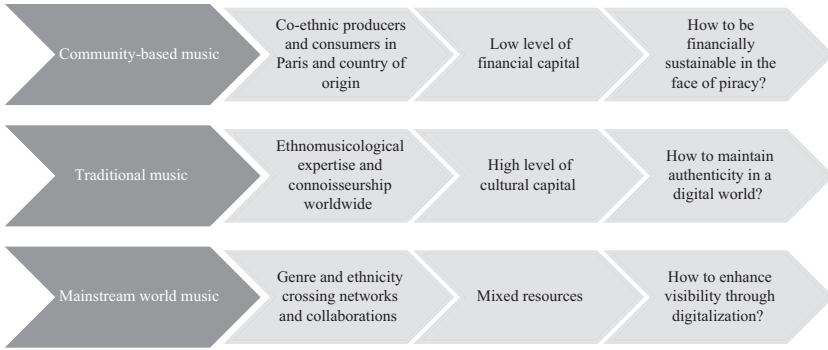 Community-based music
Co-ethnic producers
and consumers in
Paris and country of
origin
Low level of
financial capital
How to be
financially
sustainable in the
face of piracy?
Traditional music
Ethnomusicological
expertise and
connoisseurship
worldwide
High level of
cultural capital
How to maintain
authenticity in a
digital world?
Mainstream world music
Genre and ethnicity
crossing networks
and collaborations
Mixed resources
How to enhance
visibility through
digitalization?